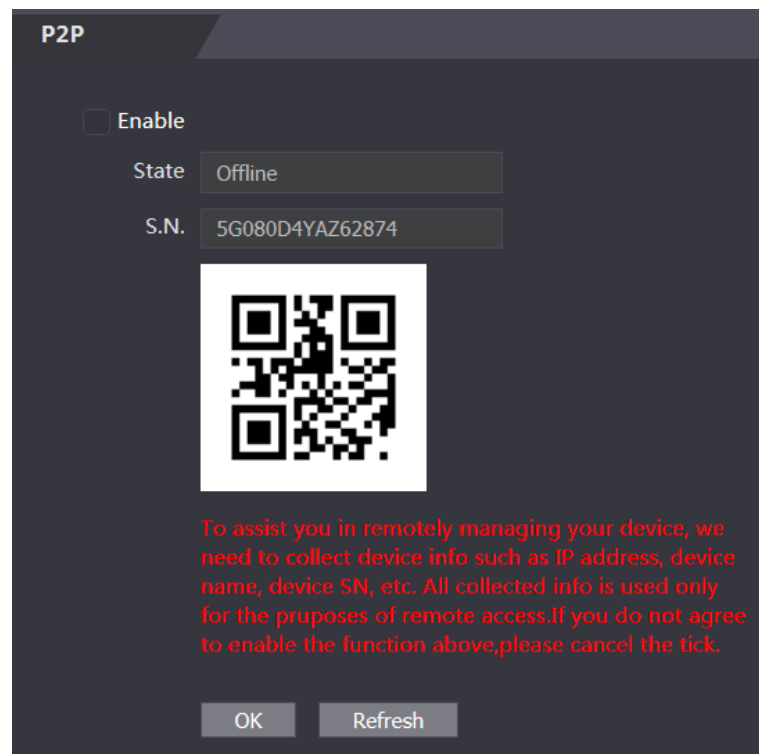 P2P
Enable
State Offline
S.N. 5G080D4YAZ62874
To assist you in remotely managing your device, we
need to collect device info such as IP address, device
name, device SN, etc. All collected info is used only
for the pruposes of remote access.If you do not agree
to enable the function above,please cancel the tick.
OK Refresh